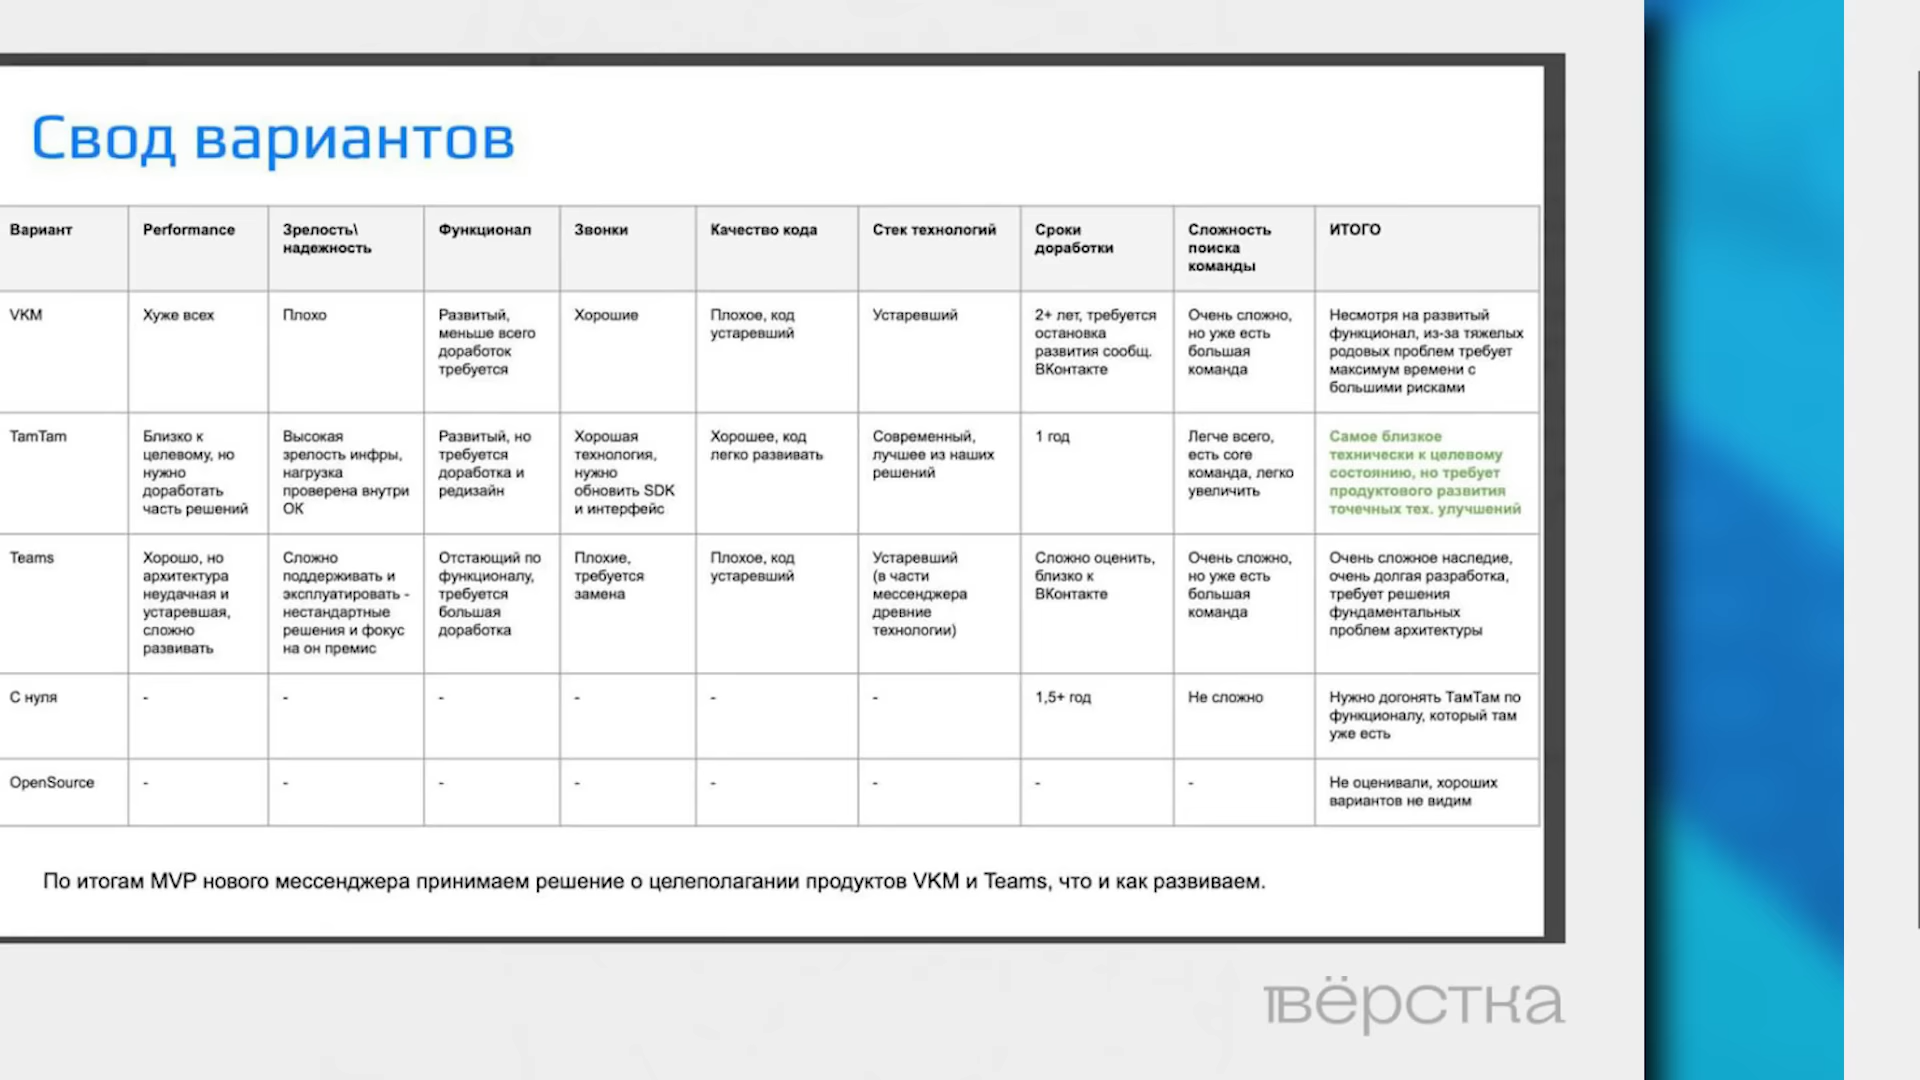 Свод вариантов
Вариант
Performance
Зрелость\
надежность
Функционал
Звонки
Качество кода
Стек технологий
Сроки
доработки
Сложность
поиска
команды
ИТОГО
VKM
Хуже всех
Плохо
Развитый,
меньше всего
доработок
требуется
Хорошие
Плохое, код
устаревший
Устаревший
2+ лет, требуется
остановка
развития сообщ.
ВКонтакте
Очень сложно,
но уже есть
большая
команда
Несмотря на развитый
функционал, из-за тяжелых
родовых проблем требует
максимум времени с
большими рисками
TamTam
Близко к
целевому, но
нужно
доработать
часть решений
Высокая
зрелость инфры,
нагрузка
проверена внутри
ОК
Развитый, но
требуется
доработка и
редизайн
Хорошая
технология,
нужно
обновить SDK
и интерфейс
Хорошее, код
легко развивать
Современный,
лучшее из наших
решений
1 год
Легче всего,
есть core
команда, легко
увеличить
Самое близкое
технически к целевому
состоянию, но требует
продуктового развития
точечных тех. улучшений
Teams
Хорошо, но
архитектура
неудачная и
устаревшая,
сложно
развивать
Сложно
поддерживать и
эксплуатировать -
нестандартные
решения и фокус
на он премис
Отстающий по
функционалу,
требуется
большая
доработка
Плохие,
требуется
замена
Плохое, код
устаревший
Устаревший
(в части
мессенджера
древние
технологии)
Сложно оценить,
близко к
ВКонтакте
Очень сложно,
но уже есть
большая
команда
Очень сложное наследие,
очень долгая разработка,
требует решения
фундаментальных
проблем архитектуры
С нуля
-
-
-
-
-
-
1,5+ год
Не сложно
Нужно догонять ТамТам по
функционалу, который там
уже есть
OpenSource
-
-
-
-
-
-
-
-
Не оценивали, хороших
вариантов не видим
По итогам MVP нового мессенджера принимаем решение о целеполагании продуктов VKM и Teams, что и как развиваем.
вёрстка